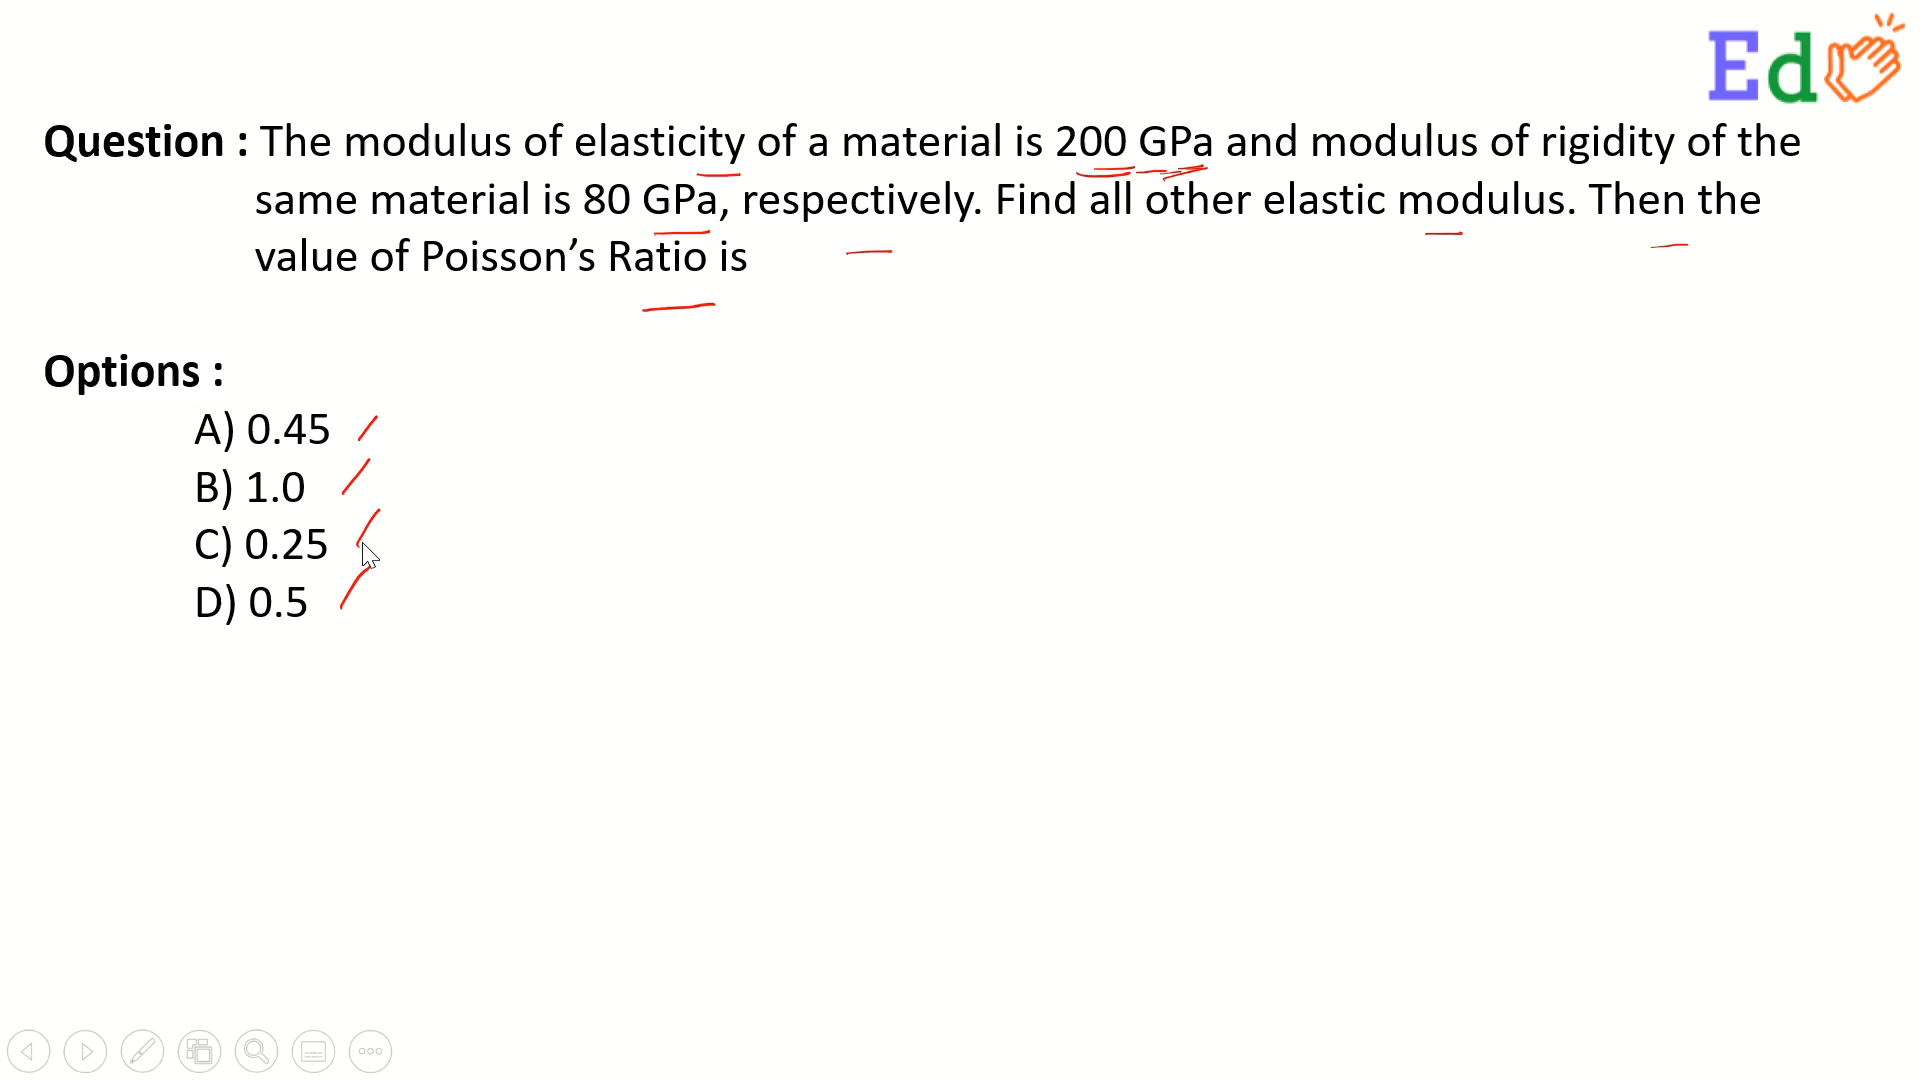 Ed
Question : The modulus of elasticity of a material is 200 GPa and modulus of rigidity of the
same material is 80 GPa, respectively. Find all other elastic modulus. Then the
value of Poisson’s Ratio is
Options :
A) 0.45
B) 1.0
C) 0.25
D) 0.5